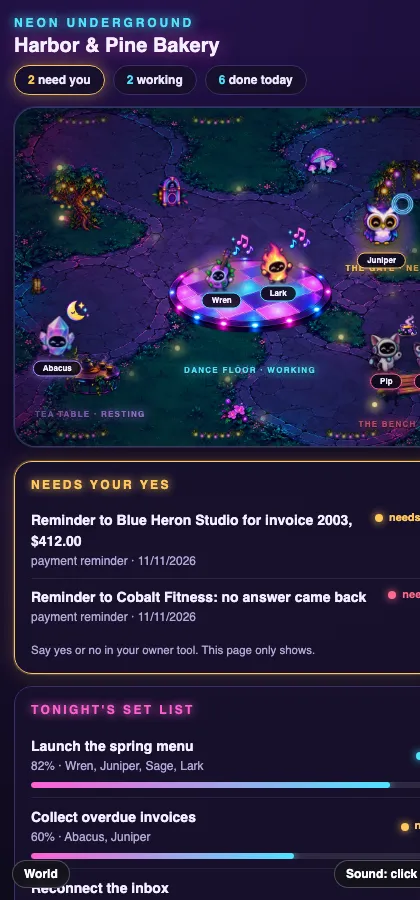 NEON UNDERGROUND
Harbor & Pine Bakery
2 need you
2 working
6 done today
Juniper
THE GATE · NE
Wren
Lark
Abacus
DANCE FLOOR · WORKING
Pip
TEA TABLE · RESTING
THE BENCH
NEEDS YOUR YES
Reminder to Blue Heron Studio for invoice 2003,
$412.00
needs
payment reminder · 11/11/2026
Reminder to Cobalt Fitness: no answer came back
nee
payment reminder · 11/11/2026
Say yes or no in your owner tool. This page only shows.
TONIGHT'S SET LIST
Launch the spring menu
82% · Wren, Juniper, Sage, Lark
Collect overdue invoices
n
60% · Abacus, Juniper
World
Sound: click
Reconnect the inbox